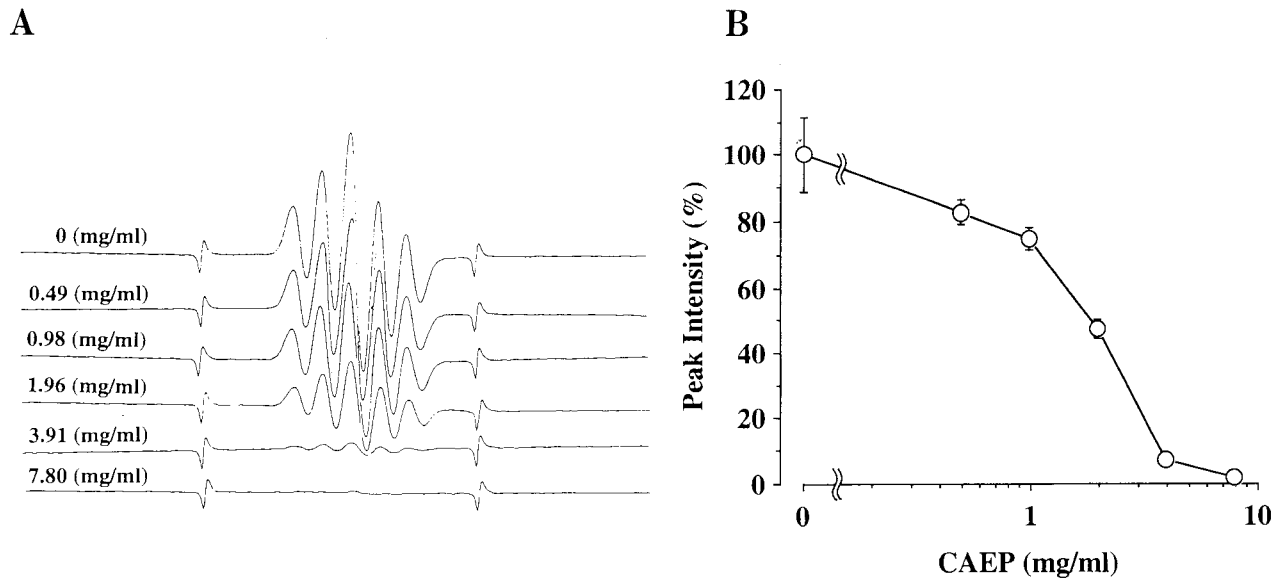 A
0 (mg/ml)
0.49 (mg/ml)
0.98 (mg/ml)
1.96 (mg/ml)
3.91 (mg/ml)
7.80 (mg/ml)
B
Peak Intensity (%)
120
100
80
60
40
20
0
0 1 10
CAEP (mg/ml)